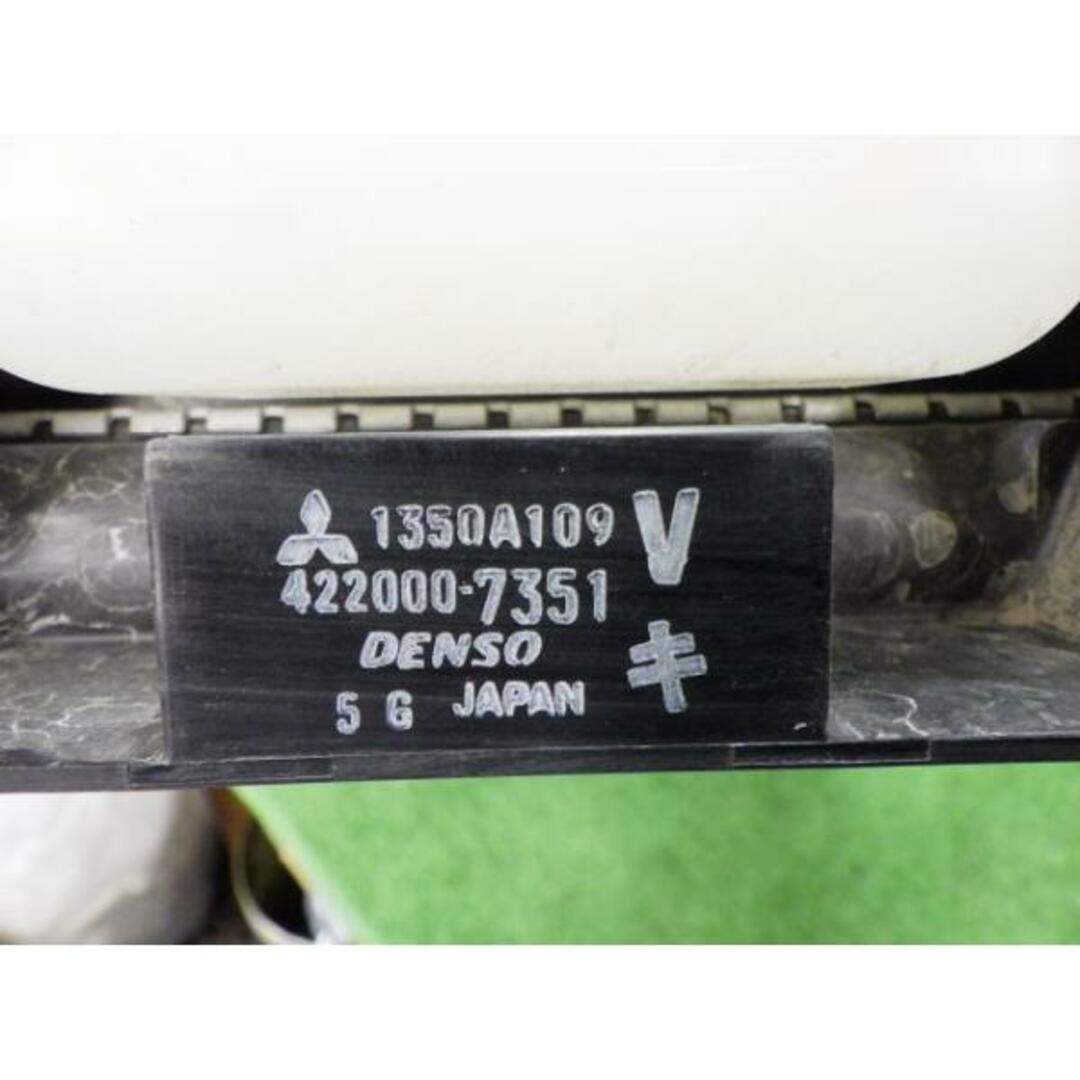 1350A109 V
422000-7351
DENSO キ
5 G JAPAN